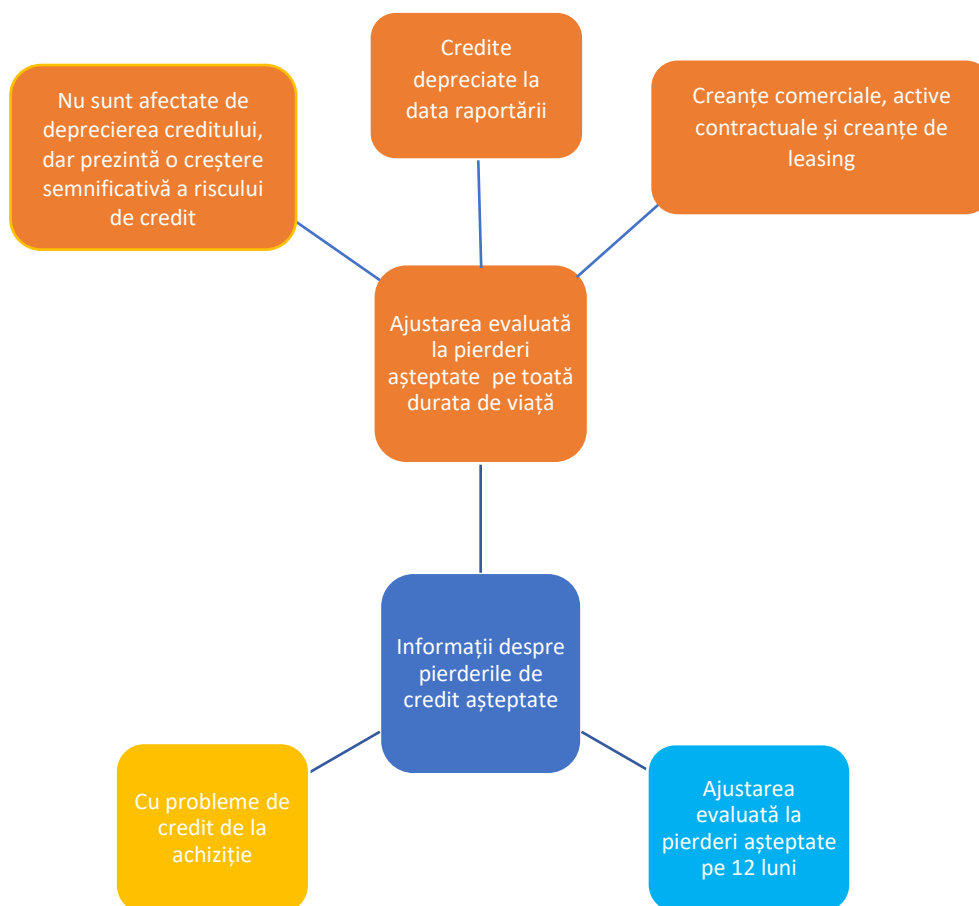 Nu sunt afectate de
deprecierea creditului,
dar prezintă o creștere
semnificativă a riscului
de credit
Credite
depreciate la
data raportării
Creanțe comerciale, active
contractuale și creanțe de
leasing
Ajustarea evaluată
la pierderi
așteptate pe toată
durata de viață
Informații despre
pierderile de
credit așteptate
Cu probleme de
credit de la
achiziție
Ajustarea
evaluată la
pierderi așteptate
pe 12 luni